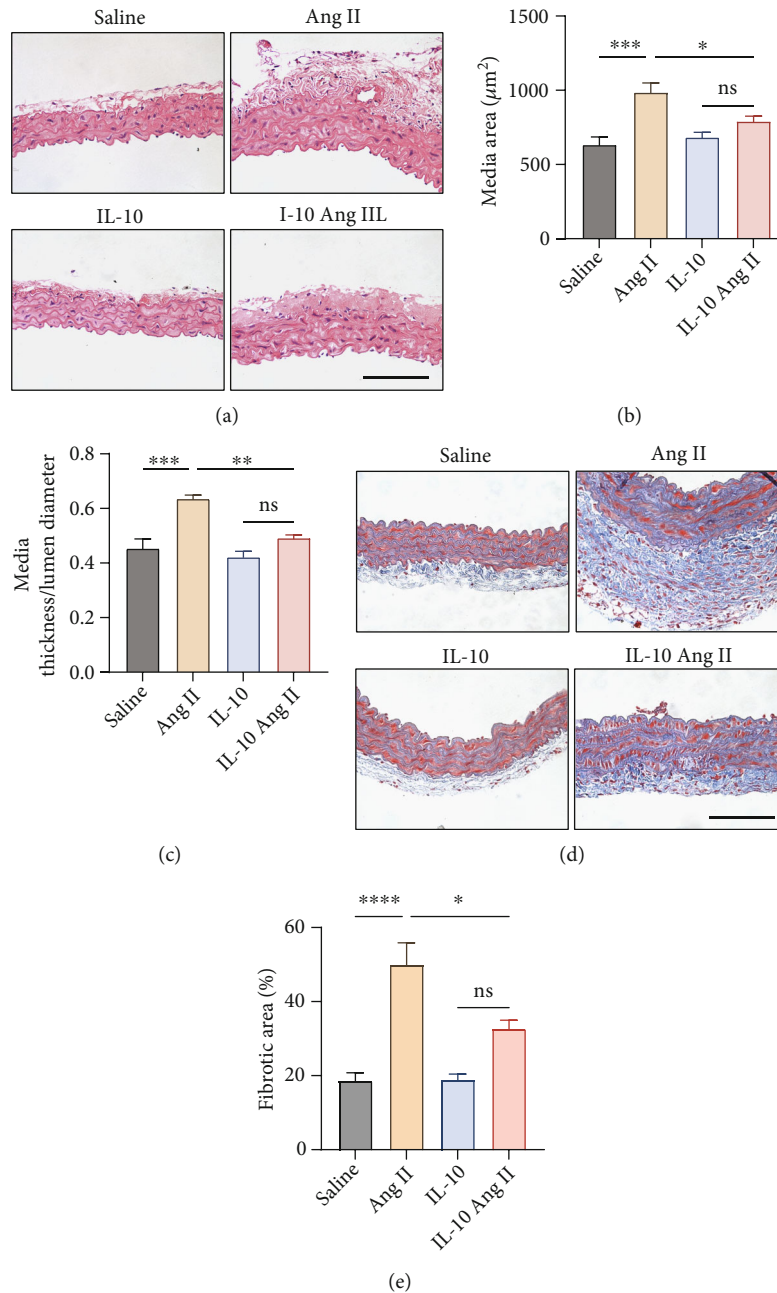 Saline
Ang II
IL-10
I-10 Ang IIL
(a)
1500
1000
500
0
Media area (μm²)
***
*
ns
Saline
Ang II
IL-10
IL-10 Ang II
(b)
0.8
0.6
0.4
0.2
0.0
Media
thickness/lumen diameter
***
**
ns
Saline
Ang II
IL-10
IL-10 Ang II
(c)
Saline
Ang II
IL-10
IL-10 Ang II
(d)
60
40
20
0
Fibrotic area (%)
****
*
ns
Saline
Ang II
IL-10
IL-10 Ang II
(e)